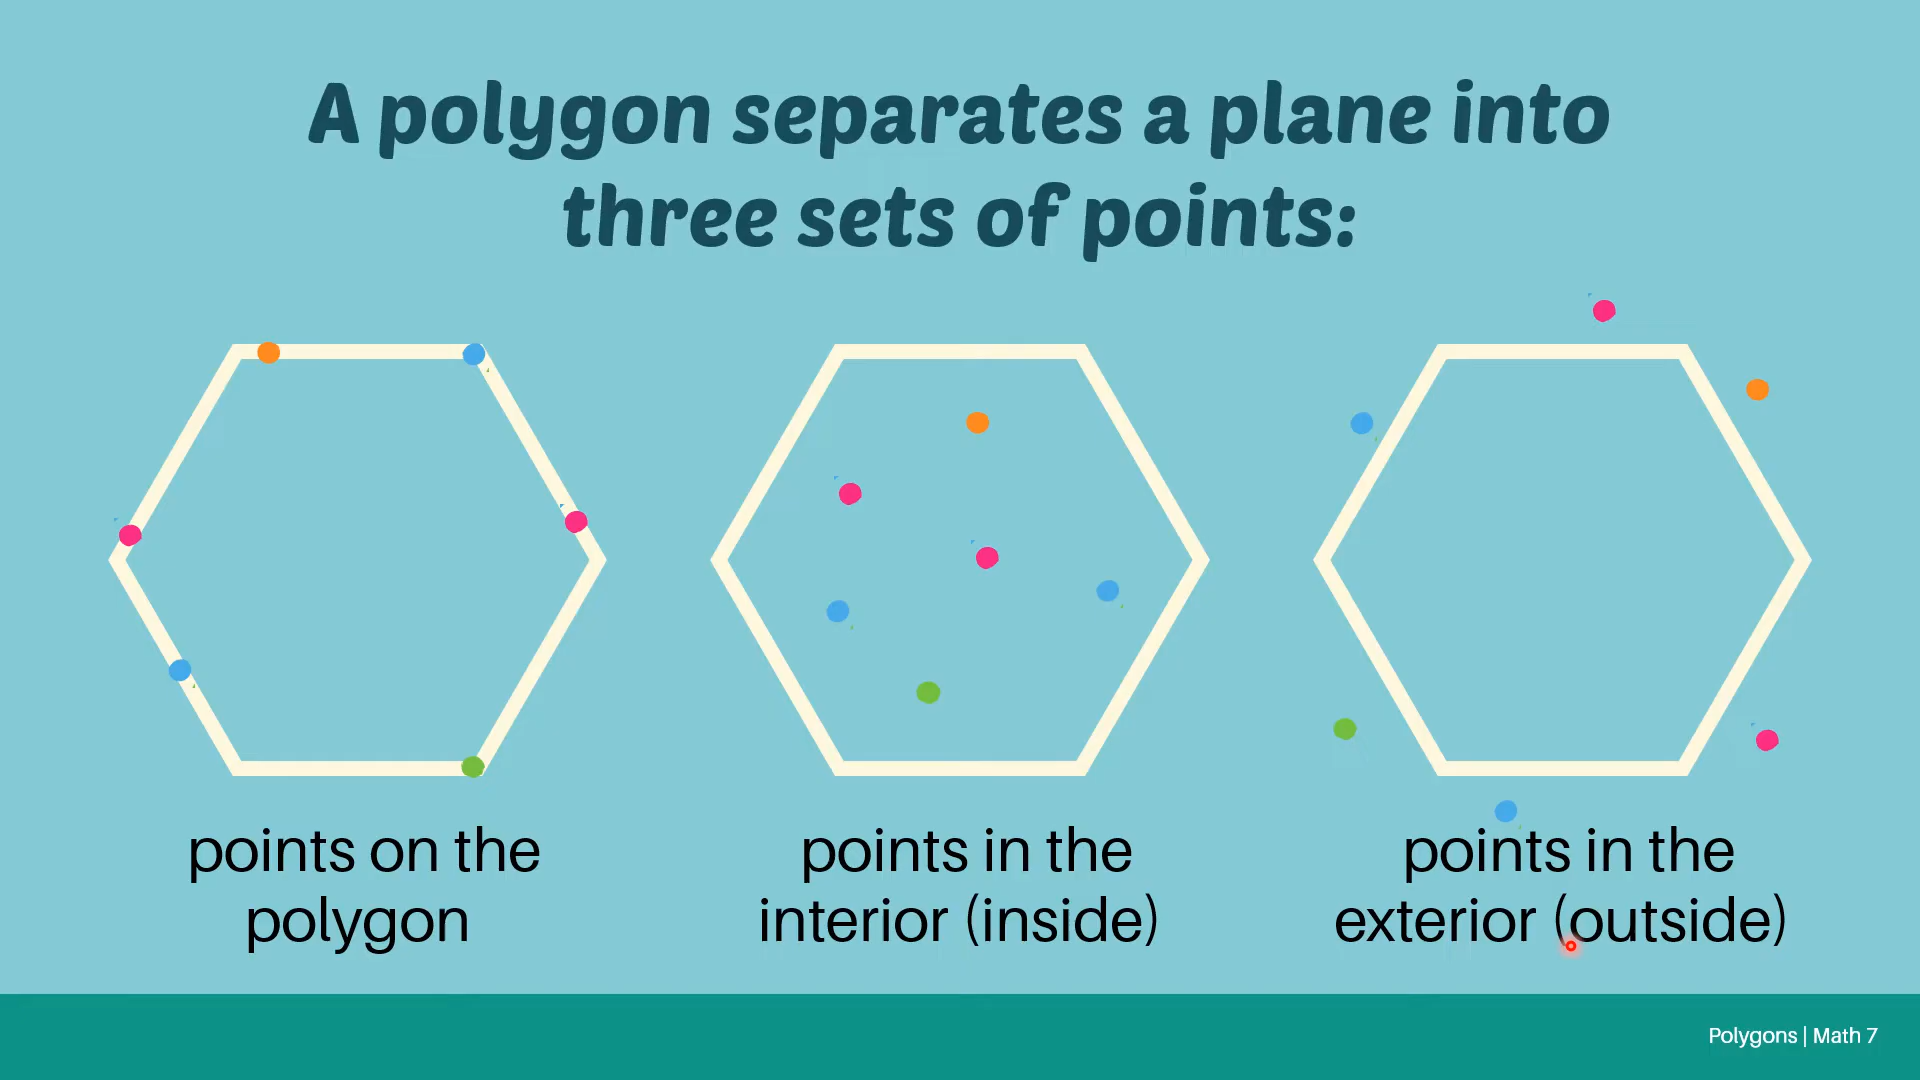 A polygon separates a plane into
three sets of points:
points on the
polygon
points in the
interior (inside)
points in the
exterior (outside)
Polygons | Math 7